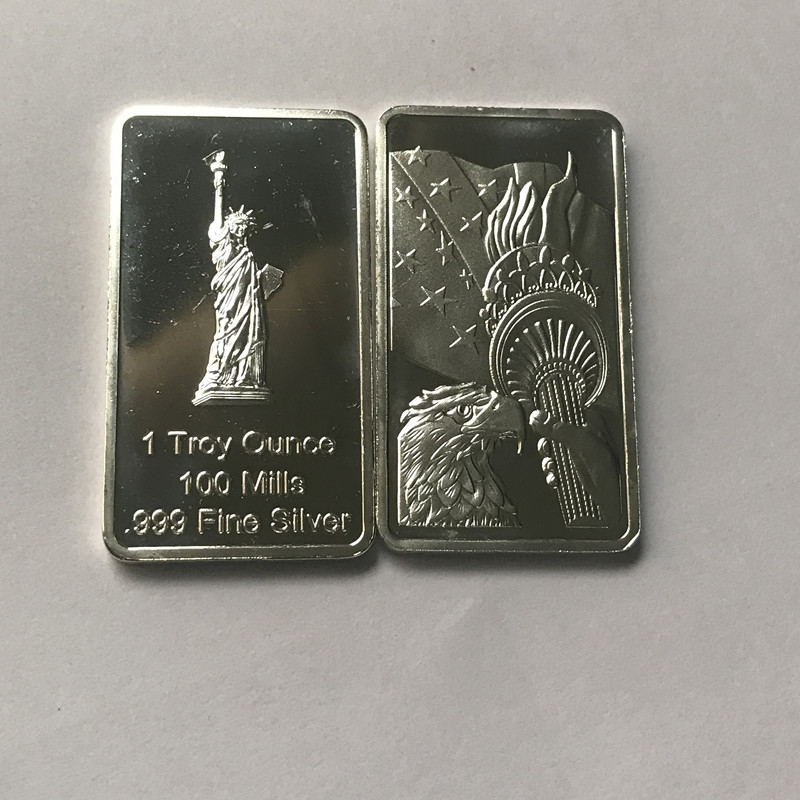 1 Troy Ounce
100 Mills
.999 Fine Silver